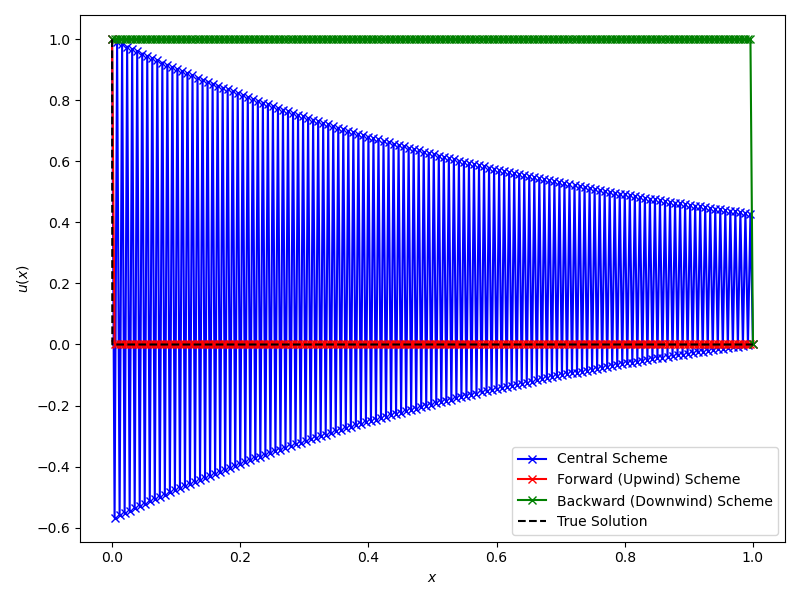 1.0
0.8
0.6
0.4
0.2
0.0
−0.2
−0.4
−0.6
u(x)
0.0 0.2 0.4 0.6 0.8 1.0
x
Central Scheme
Forward (Upwind) Scheme
Backward (Downwind) Scheme
True Solution